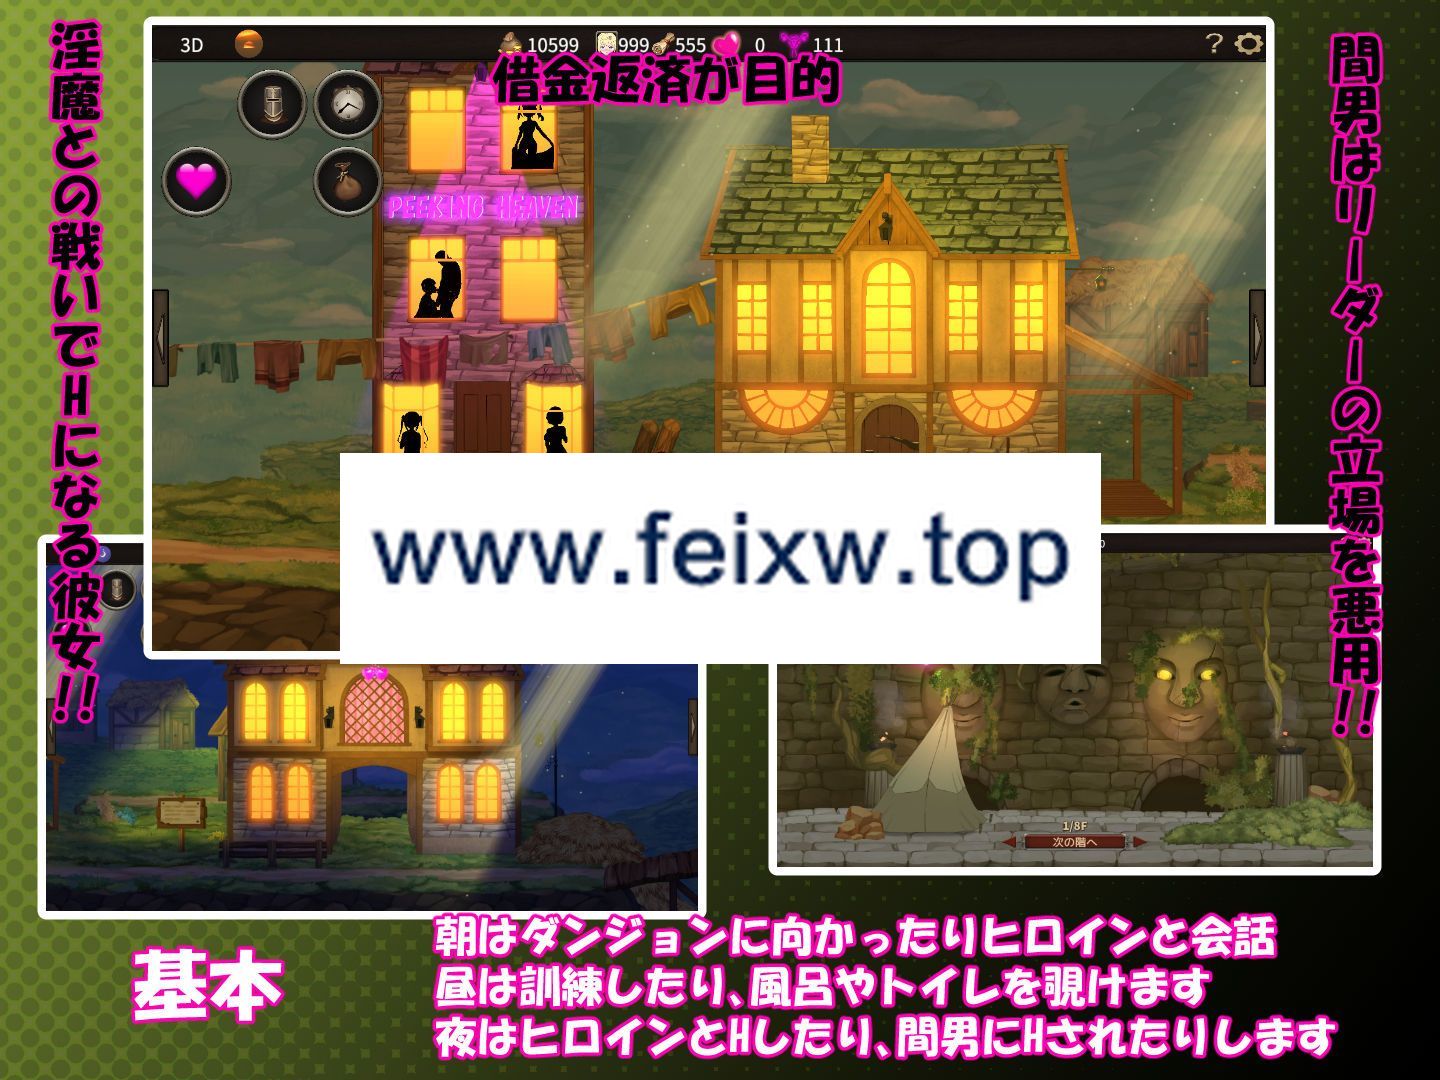 淫魔との戦いでHになる彼女!!
3D
10599
999
555
0
111
?
借金返済が目的
間男はリーダーの立場を悪用!!
PEEKING HEAVEN
www.feixw.top
1/8F
次の階へ
基本
朝はダンジョンに向かったりヒロインと会話
昼は訓練したり､風呂やトイレを覗けます
夜はヒロインとHしたり､間男にHされたりします